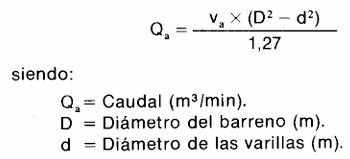 Qₐ = vₐ × (D² − d²) / 1,27
siendo:
Qₐ = Caudal (m³/min).
D = Diámetro del barreno (m).
d = Diámetro de las varillas (m).